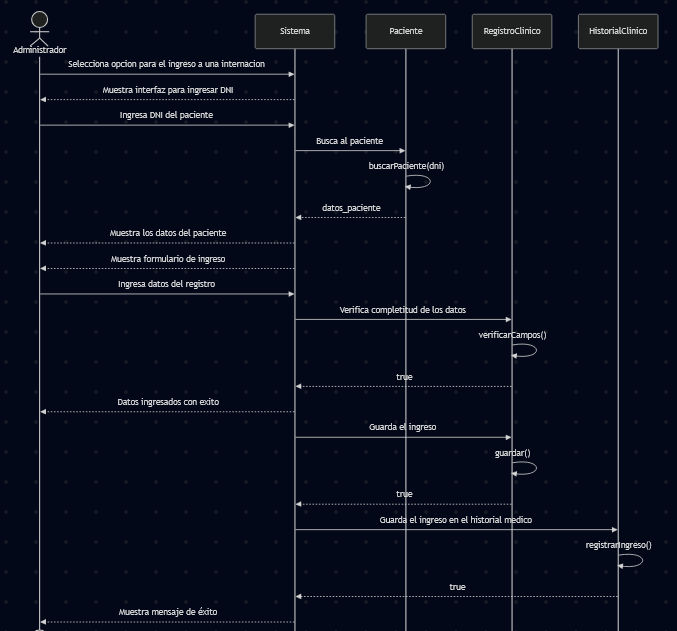 Administrador
Sistema
Paciente
RegistroClinico
HistorialClinico
Selecciona opcion para el ingreso a una internacion
Muestra interfaz para ingresar DNI
Ingresa DNI del paciente
Busca al paciente
buscarPaciente(dni)
datos_paciente
Muestra los datos del paciente
Muestra formulario de ingreso
Ingresa datos del registro
Verifica completitud de los datos
verificarCampos()
true
Datos ingresados con exito
Guarda el ingreso
guardar()
true
Guarda el ingreso en el historial medico
registrarIngreso()
true
Muestra mensaje de éxito